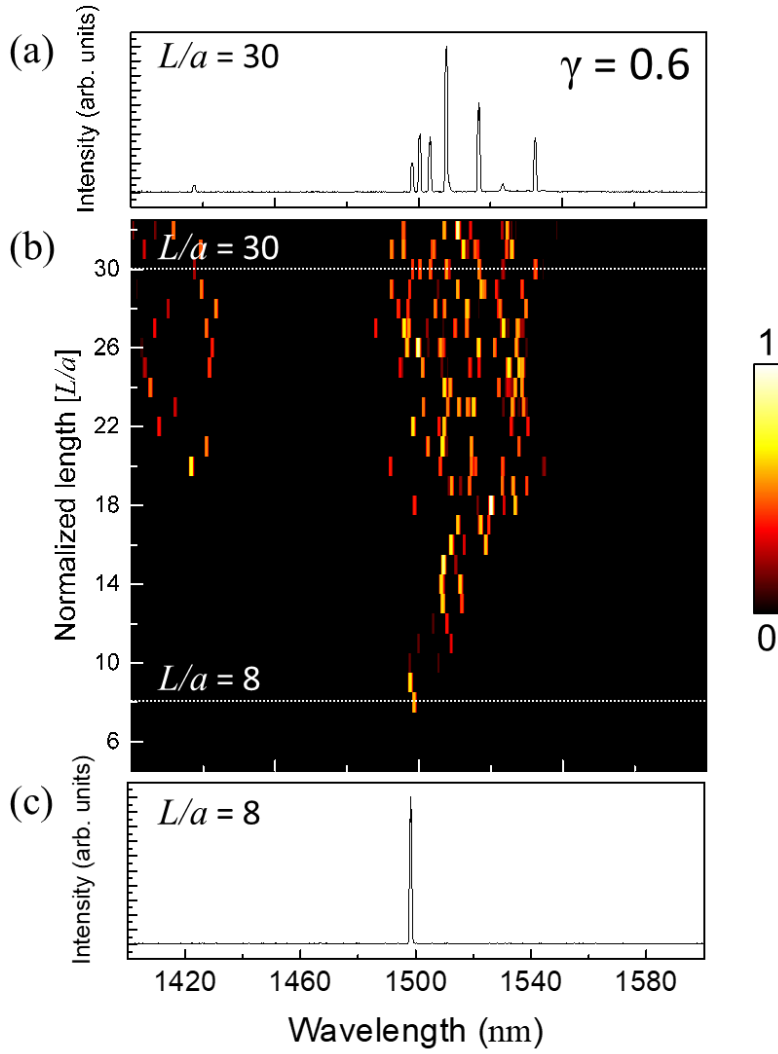 (a)
L/a = 30
γ = 0.6
Intensity (arb. units)
(b)
L/a = 30
30
26
22
18
14
10
6
Normalized length [L/a]
L/a = 8
1
0
(c)
L/a = 8
Intensity (arb. units)
1420 1460 1500 1540 1580
Wavelength (nm)